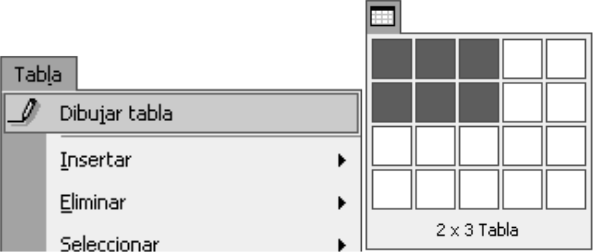 Tabla
Dibujar tabla
Insertar
Eliminar
Seleccionar
2 x 3 Tabla